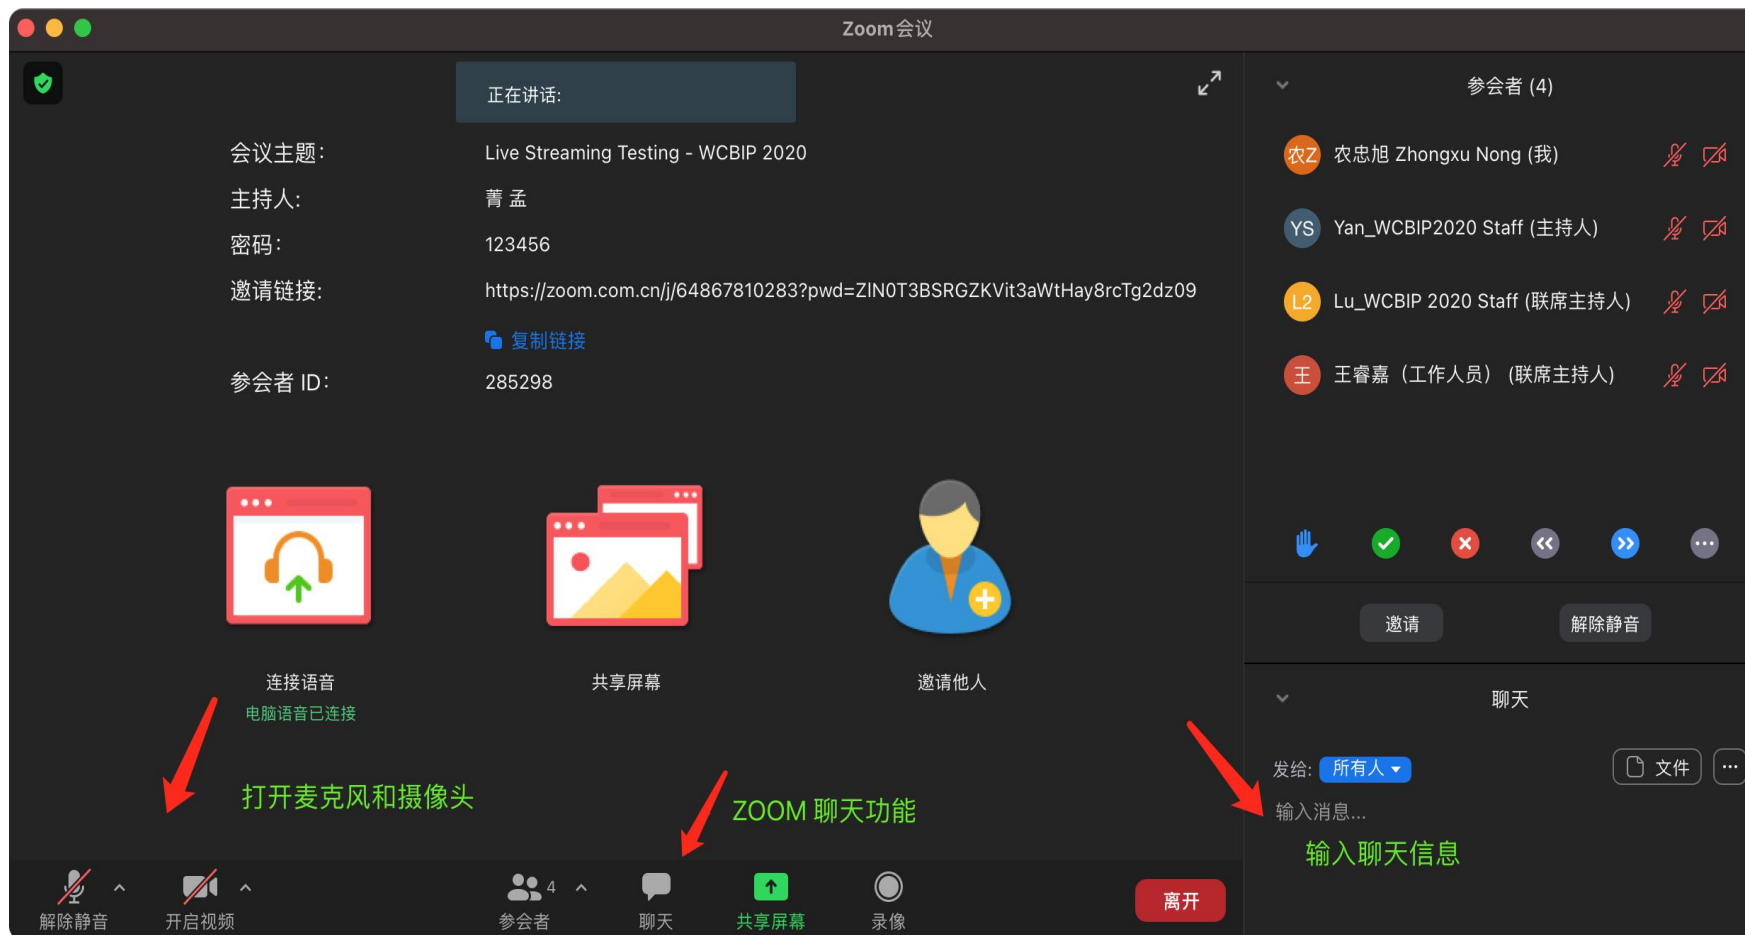 Zoom会议
正在讲话:
会议主题:
Live Streaming Testing - WCBIP 2020
主持人:
菁 孟
密码:
123456
邀请链接:
https://zoom.com.cn/j/64867810283?pwd=ZlN0T3BSRGZKVit3aWtHay8rcTg2dz09
复制链接
参会者 ID:
285298
连接语音
电脑语音已连接
共享屏幕
邀请他人
打开麦克风和摄像头
ZOOM 聊天功能
解除静音
开启视频
4
参会者
聊天
共享屏幕
录像
离开
参会者 (4)
农Z
农忠旭 Zhongxu Nong (我)
YS
Yan_WCBIP2020 Staff (主持人)
L2
Lu_WCBIP 2020 Staff (联席主持人)
王
王睿嘉（工作人员） (联席主持人)
邀请
解除静音
聊天
发给:
所有人
文件
输入消息...
输入聊天信息